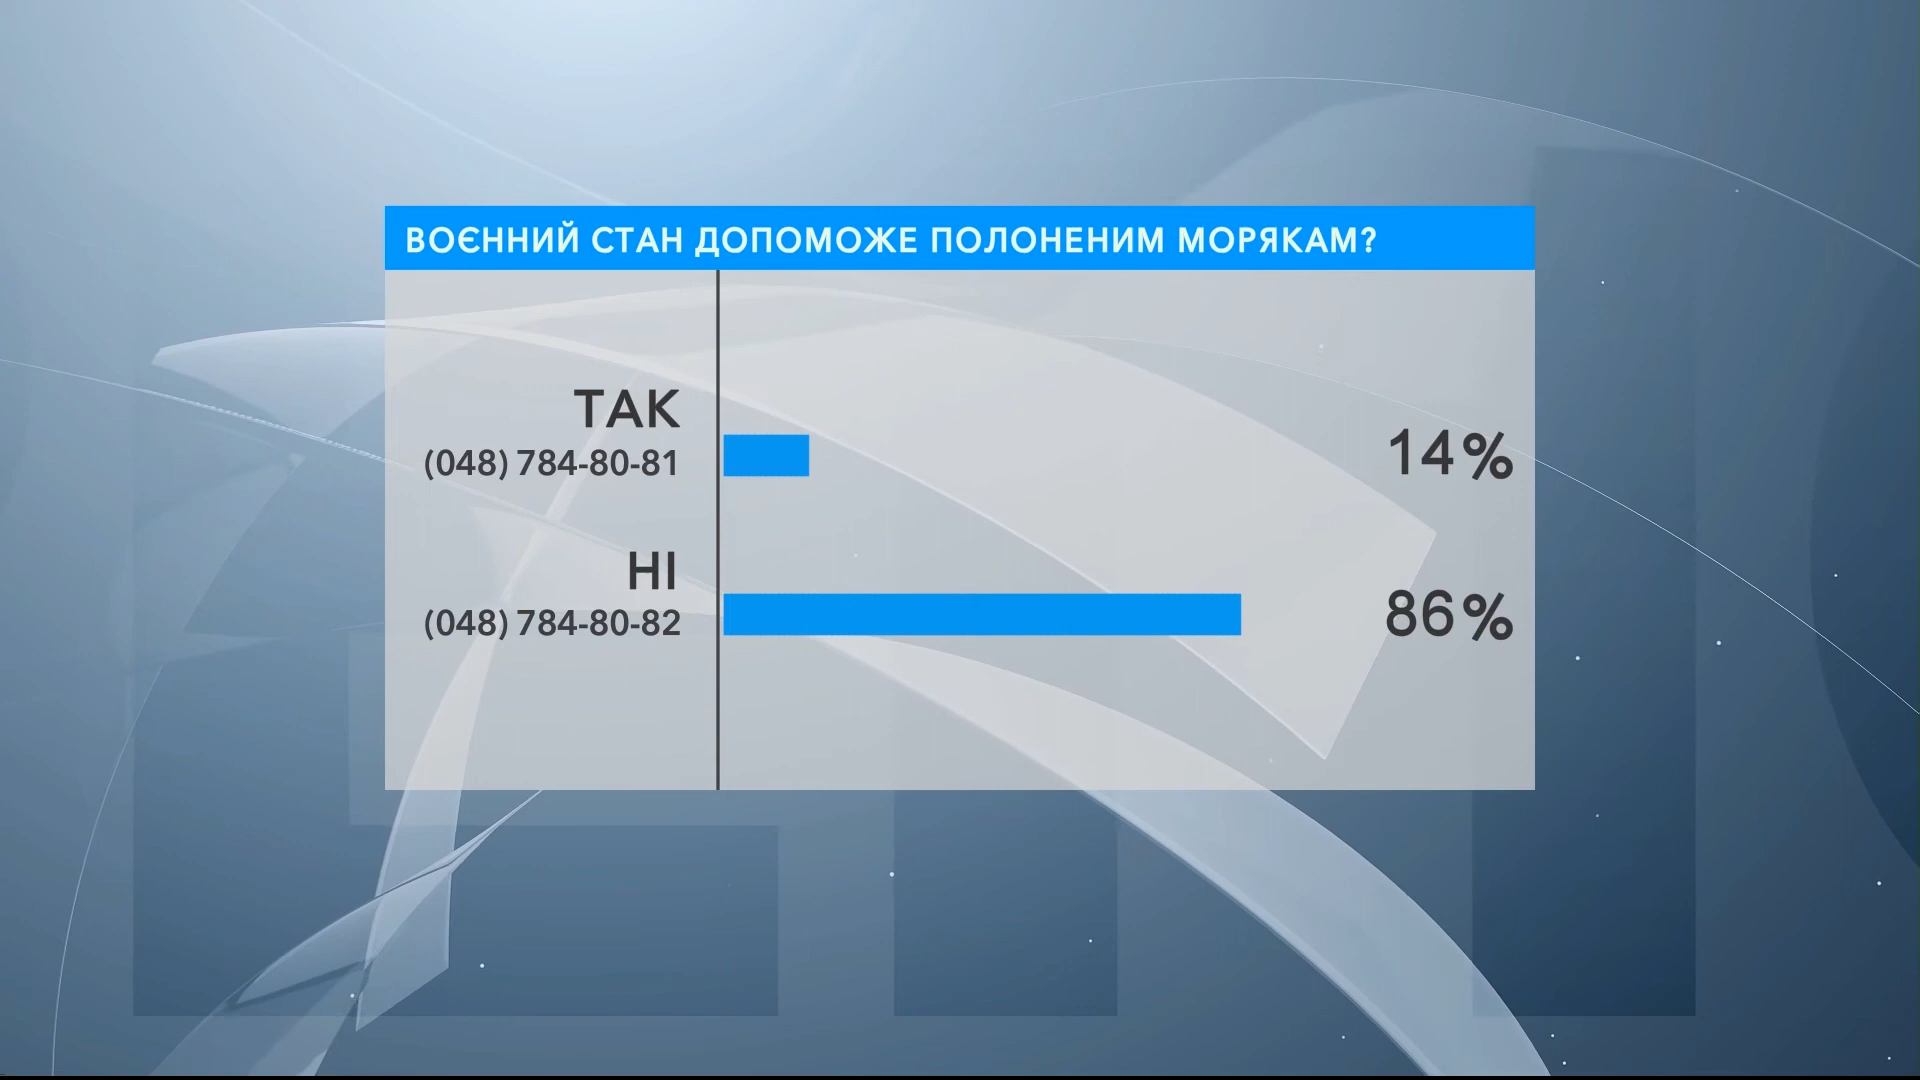 ВОЄННИЙ СТАН ДОПОМОЖЕ ПОЛОНЕНИМ МОРЯКАМ?
ТАК
(048) 784-80-81
14%
НІ
(048) 784-80-82
86%